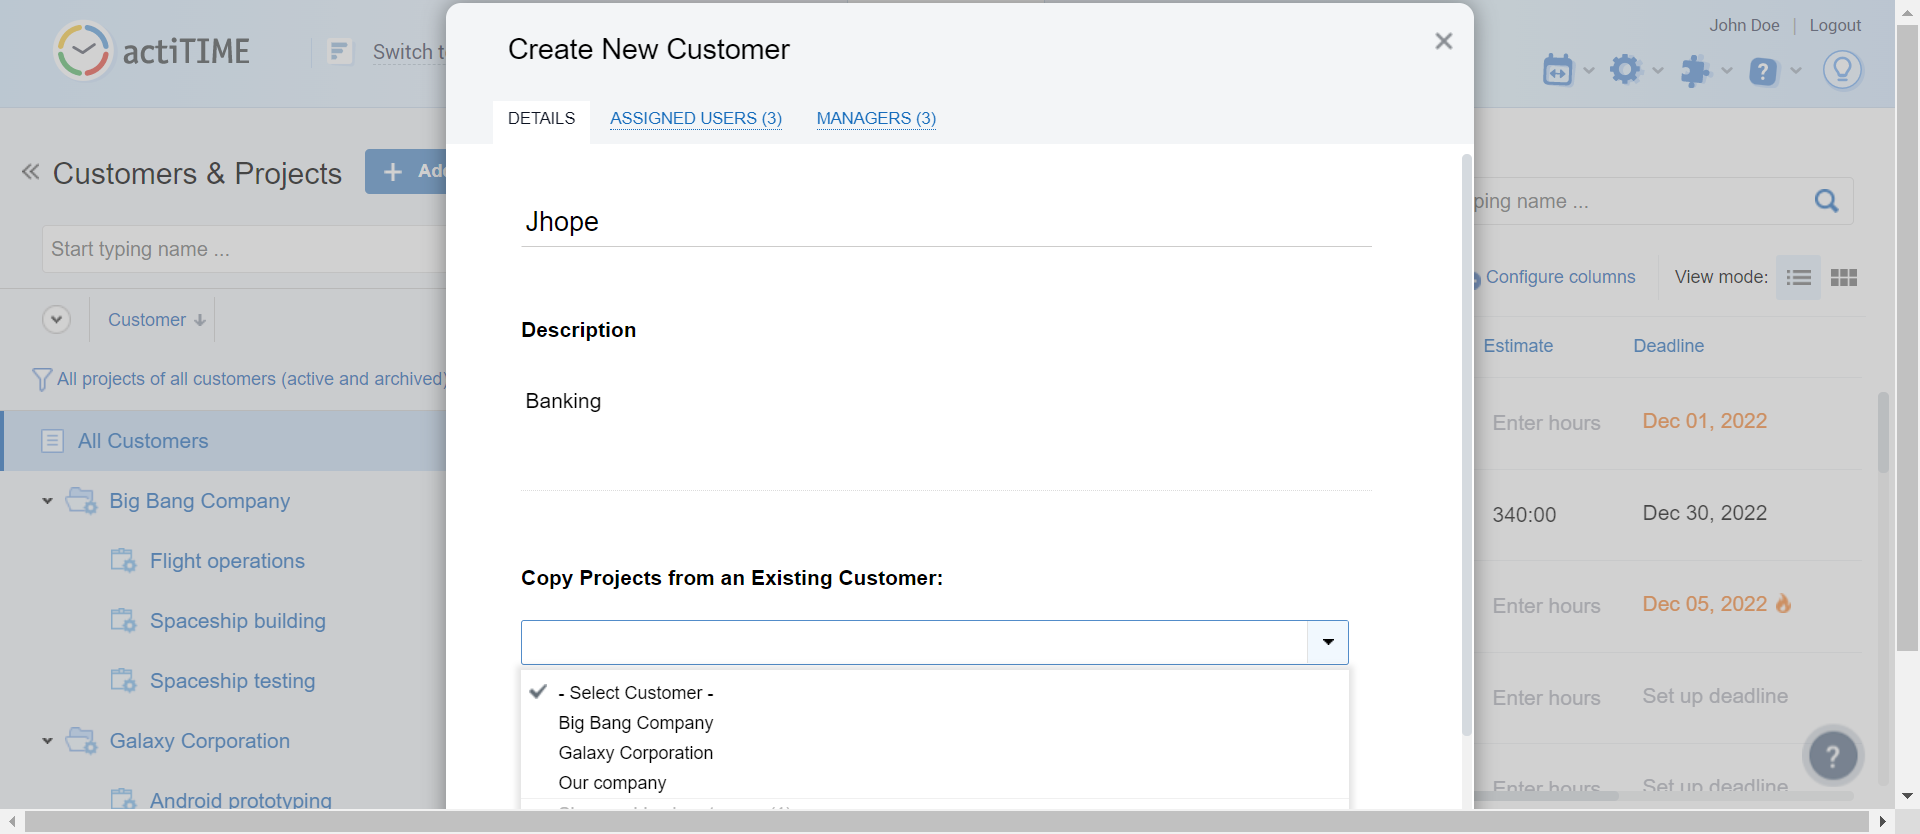 John Doe | Logout
actiTIME
Switch t
Create New Customer
DETAILS ASSIGNED USERS (3) MANAGERS (3)
Customers & Projects
+ Add
ping name ...
Start typing name ...
Jhope
Configure columns
View mode:
Customer
Description
Estimate
Deadline
All projects of all customers (active and archived)
Banking
Enter hours
Dec 01, 2022
All Customers
Big Bang Company
340:00
Dec 30, 2022
Flight operations
Copy Projects from an Existing Customer:
Enter hours
Dec 05, 2022
Spaceship building
Spaceship testing
- Select Customer -
Big Bang Company
Galaxy Corporation
Our company
Enter hours
Set up deadline
Galaxy Corporation
?
Android prototyping
Enter hours
Set up deadline